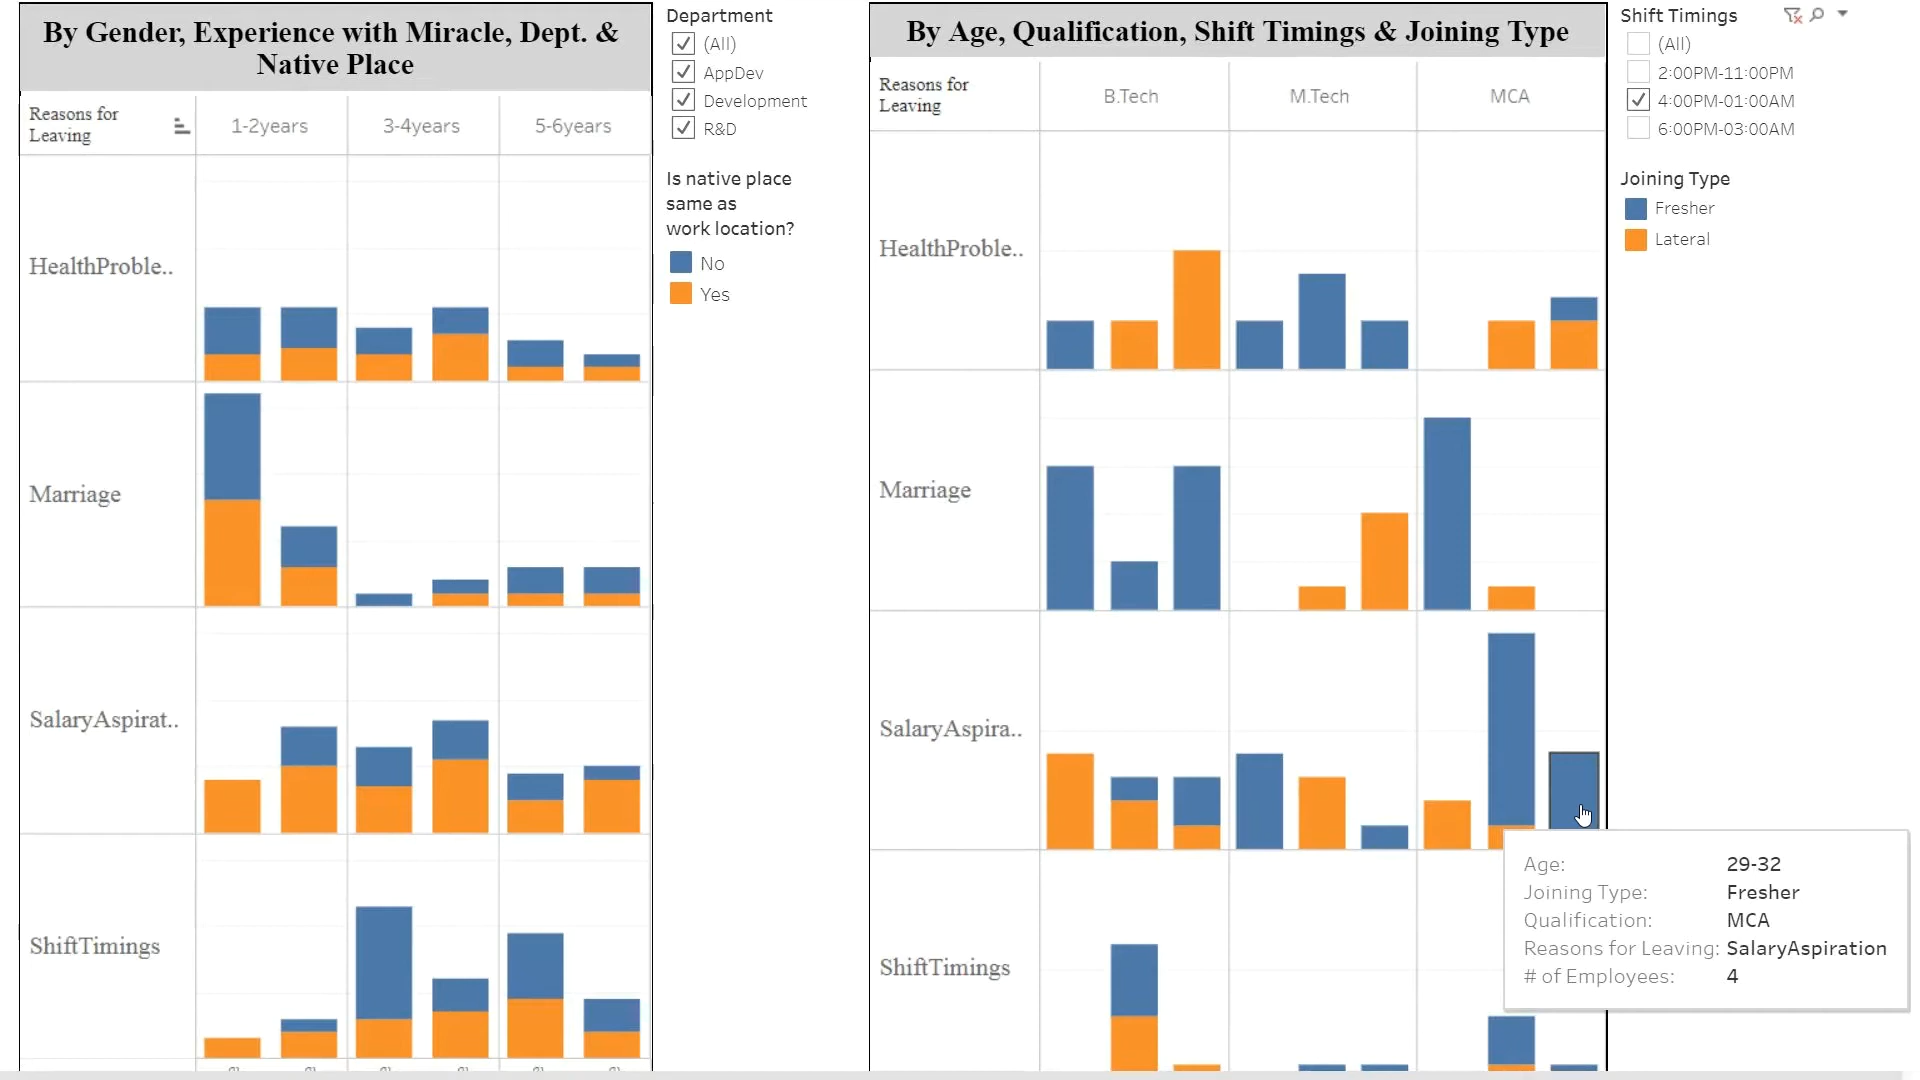 By Gender, Experience with Miracle, Dept. &
Native Place
Reasons for
Leaving
1-2years
3-4years
5-6years
HealthProble..
Marriage
SalaryAspirat..
ShiftTimings
Department
(All)
AppDev
Development
R&D
Is native place
same as
work location?
No
Yes
By Age, Qualification, Shift Timings & Joining Type
Reasons for
Leaving
B.Tech
M.Tech
MCA
HealthProble..
Marriage
SalaryAspira..
ShiftTimings
Shift Timings
(All)
2:00PM-11:00PM
4:00PM-01:00AM
6:00PM-03:00AM
Joining Type
Fresher
Lateral
Age: 29-32
Joining Type: Fresher
Qualification: MCA
Reasons for Leaving: SalaryAspiration
# of Employees: 4